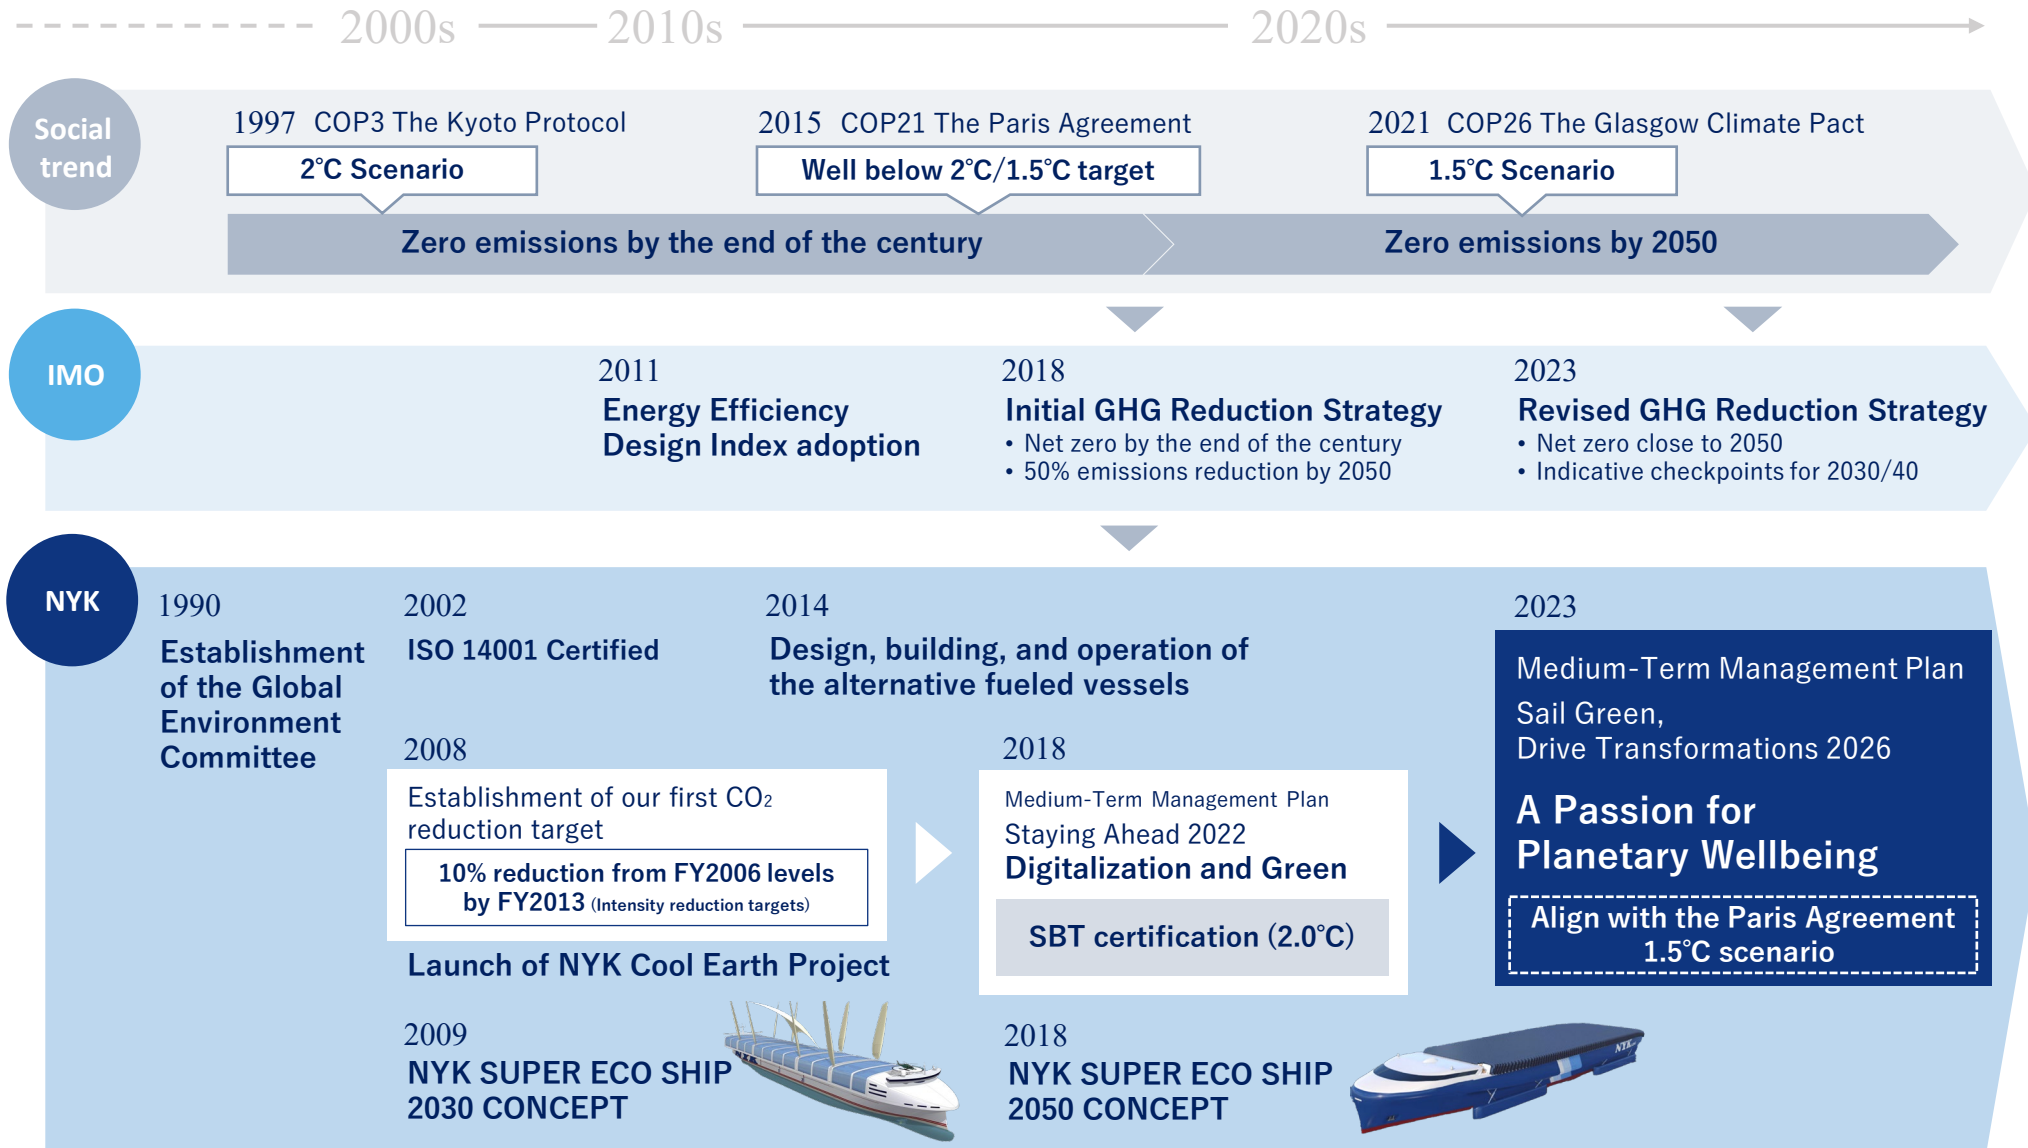 2000s
2010s
2020s
Social
trend
1997 COP3 The Kyoto Protocol
2°C Scenario
2015 COP21 The Paris Agreement
Well below 2°C/1.5°C target
2021 COP26 The Glasgow Climate Pact
1.5°C Scenario
Zero emissions by the end of the century
Zero emissions by 2050
IMO
2011
Energy Efficiency
Design Index adoption
2018
Initial GHG Reduction Strategy
• Net zero by the end of the century
• 50% emissions reduction by 2050
2023
Revised GHG Reduction Strategy
• Net zero close to 2050
• Indicative checkpoints for 2030/40
NYK
1990
Establishment
of the Global
Environment
Committee
2002
ISO 14001 Certified
2008
Establishment of our first CO₂
reduction target
10% reduction from FY2006 levels
by FY2013 (Intensity reduction targets)
Launch of NYK Cool Earth Project
2009
NYK SUPER ECO SHIP
2030 CONCEPT
2014
Design, building, and operation of
the alternative fueled vessels
2018
Medium-Term Management Plan
Staying Ahead 2022
Digitalization and Green
SBT certification (2.0°C)
2018
NYK SUPER ECO SHIP
2050 CONCEPT
NYK
2023
Medium-Term Management Plan
Sail Green,
Drive Transformations 2026
A Passion for
Planetary Wellbeing
Align with the Paris Agreement
1.5°C scenario